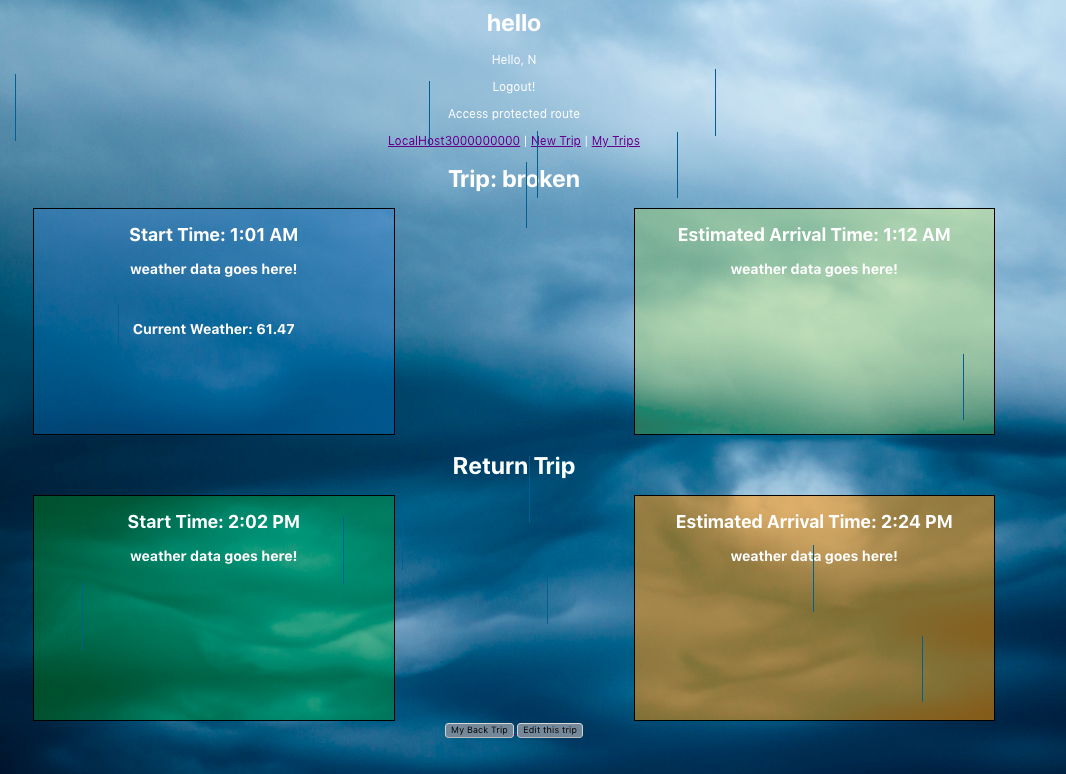 hello
Hello, N
Logout!
Access protected route
LocalHost3000000000 | New Trip | My Trips
Trip: broken
Start Time: 1:01 AM
weather data goes here!
Current Weather: 61.47
Estimated Arrival Time: 1:12 AM
weather data goes here!
Return Trip
Start Time: 2:02 PM
weather data goes here!
Estimated Arrival Time: 2:24 PM
weather data goes here!
My Back Trip Edit this trip